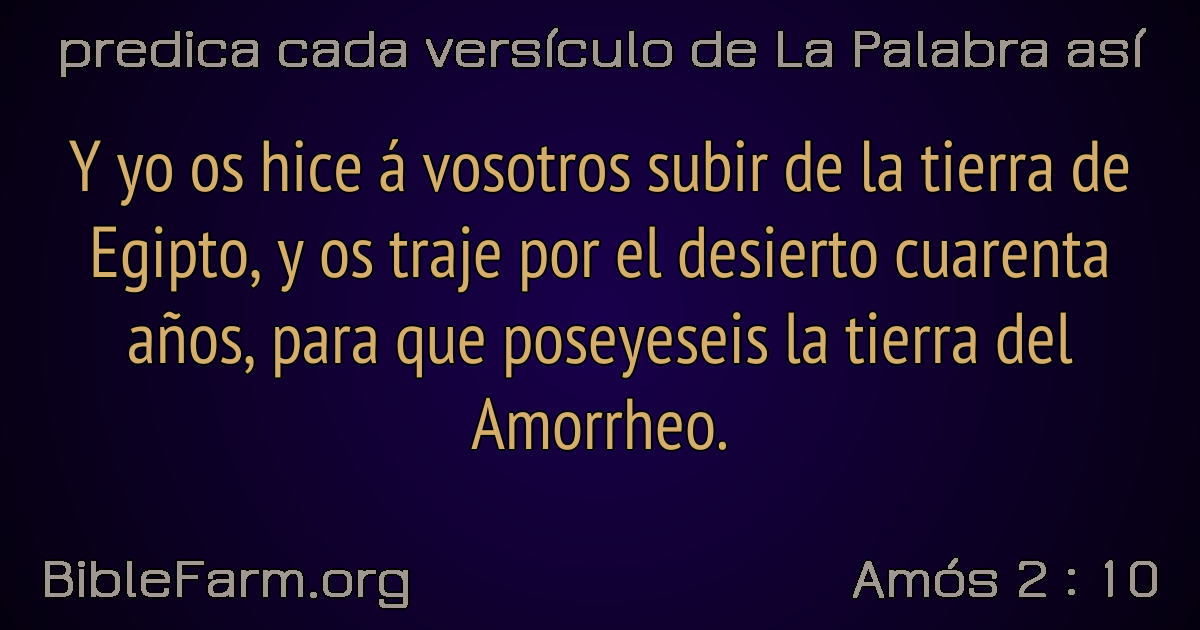 predica cada versículo de La Palabra así
Y yo os hice á vosotros subir de la tierra de
Egipto, y os traje por el desierto cuarenta
años, para que poseyeseis la tierra del
Amorrheo.
BibleFarm.org
Amós 2 : 10